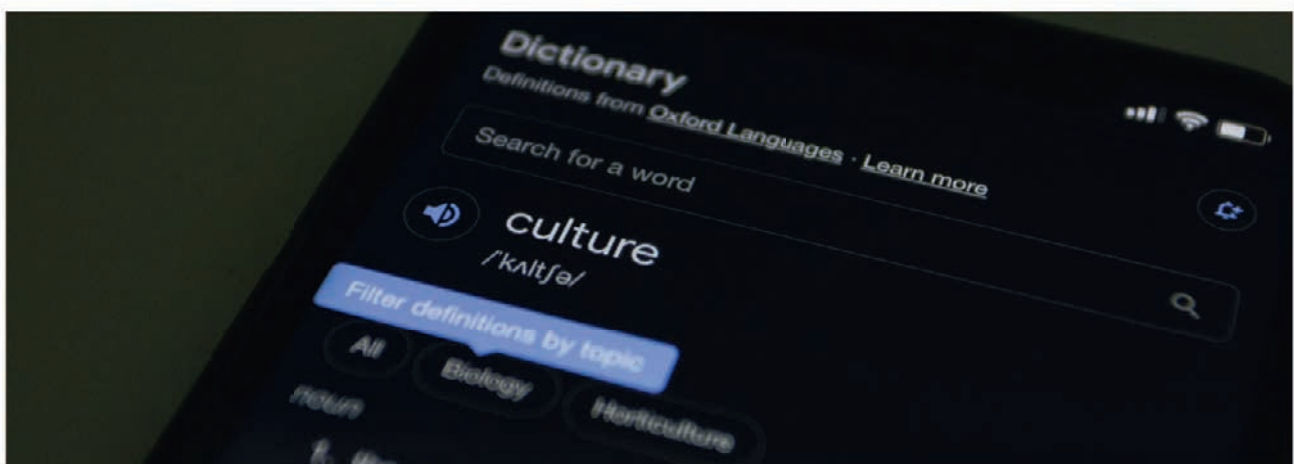 Dictionary
Definitions from Oxford Languages · Learn more
Search for a word
culture
/ˈkʌltʃə/
Filter definitions by topic
All
Biology
Horticulture
noun
1.